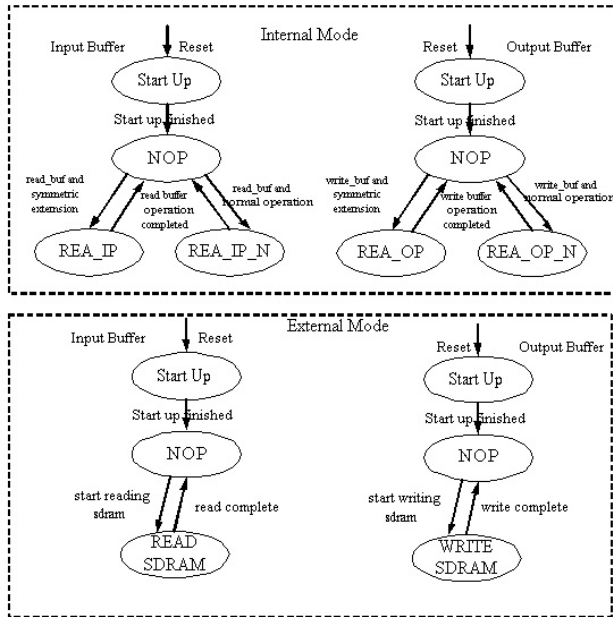 Internal Mode
Input Buffer
Reset
Start Up
Start up finished
NOP
read_buf and
symmetric
extension
read buffer
operation
completed
read_buf and
normal operation
REA_IP
REA_IP_N
Reset
Output Buffer
Start Up
Start up finished
NOP
write_buf and
symmetric
extension
write buffer
operation
completed
write_buf and
normal operation
REA_OP
REA_OP_N
External Mode
Input Buffer
Reset
Start Up
Start up finished
NOP
start reading
sdram
read complete
READ
SDRAM
Reset
Output Buffer
Start Up
Start up finished
NOP
start writing
sdram
write complete
WRITE
SDRAM